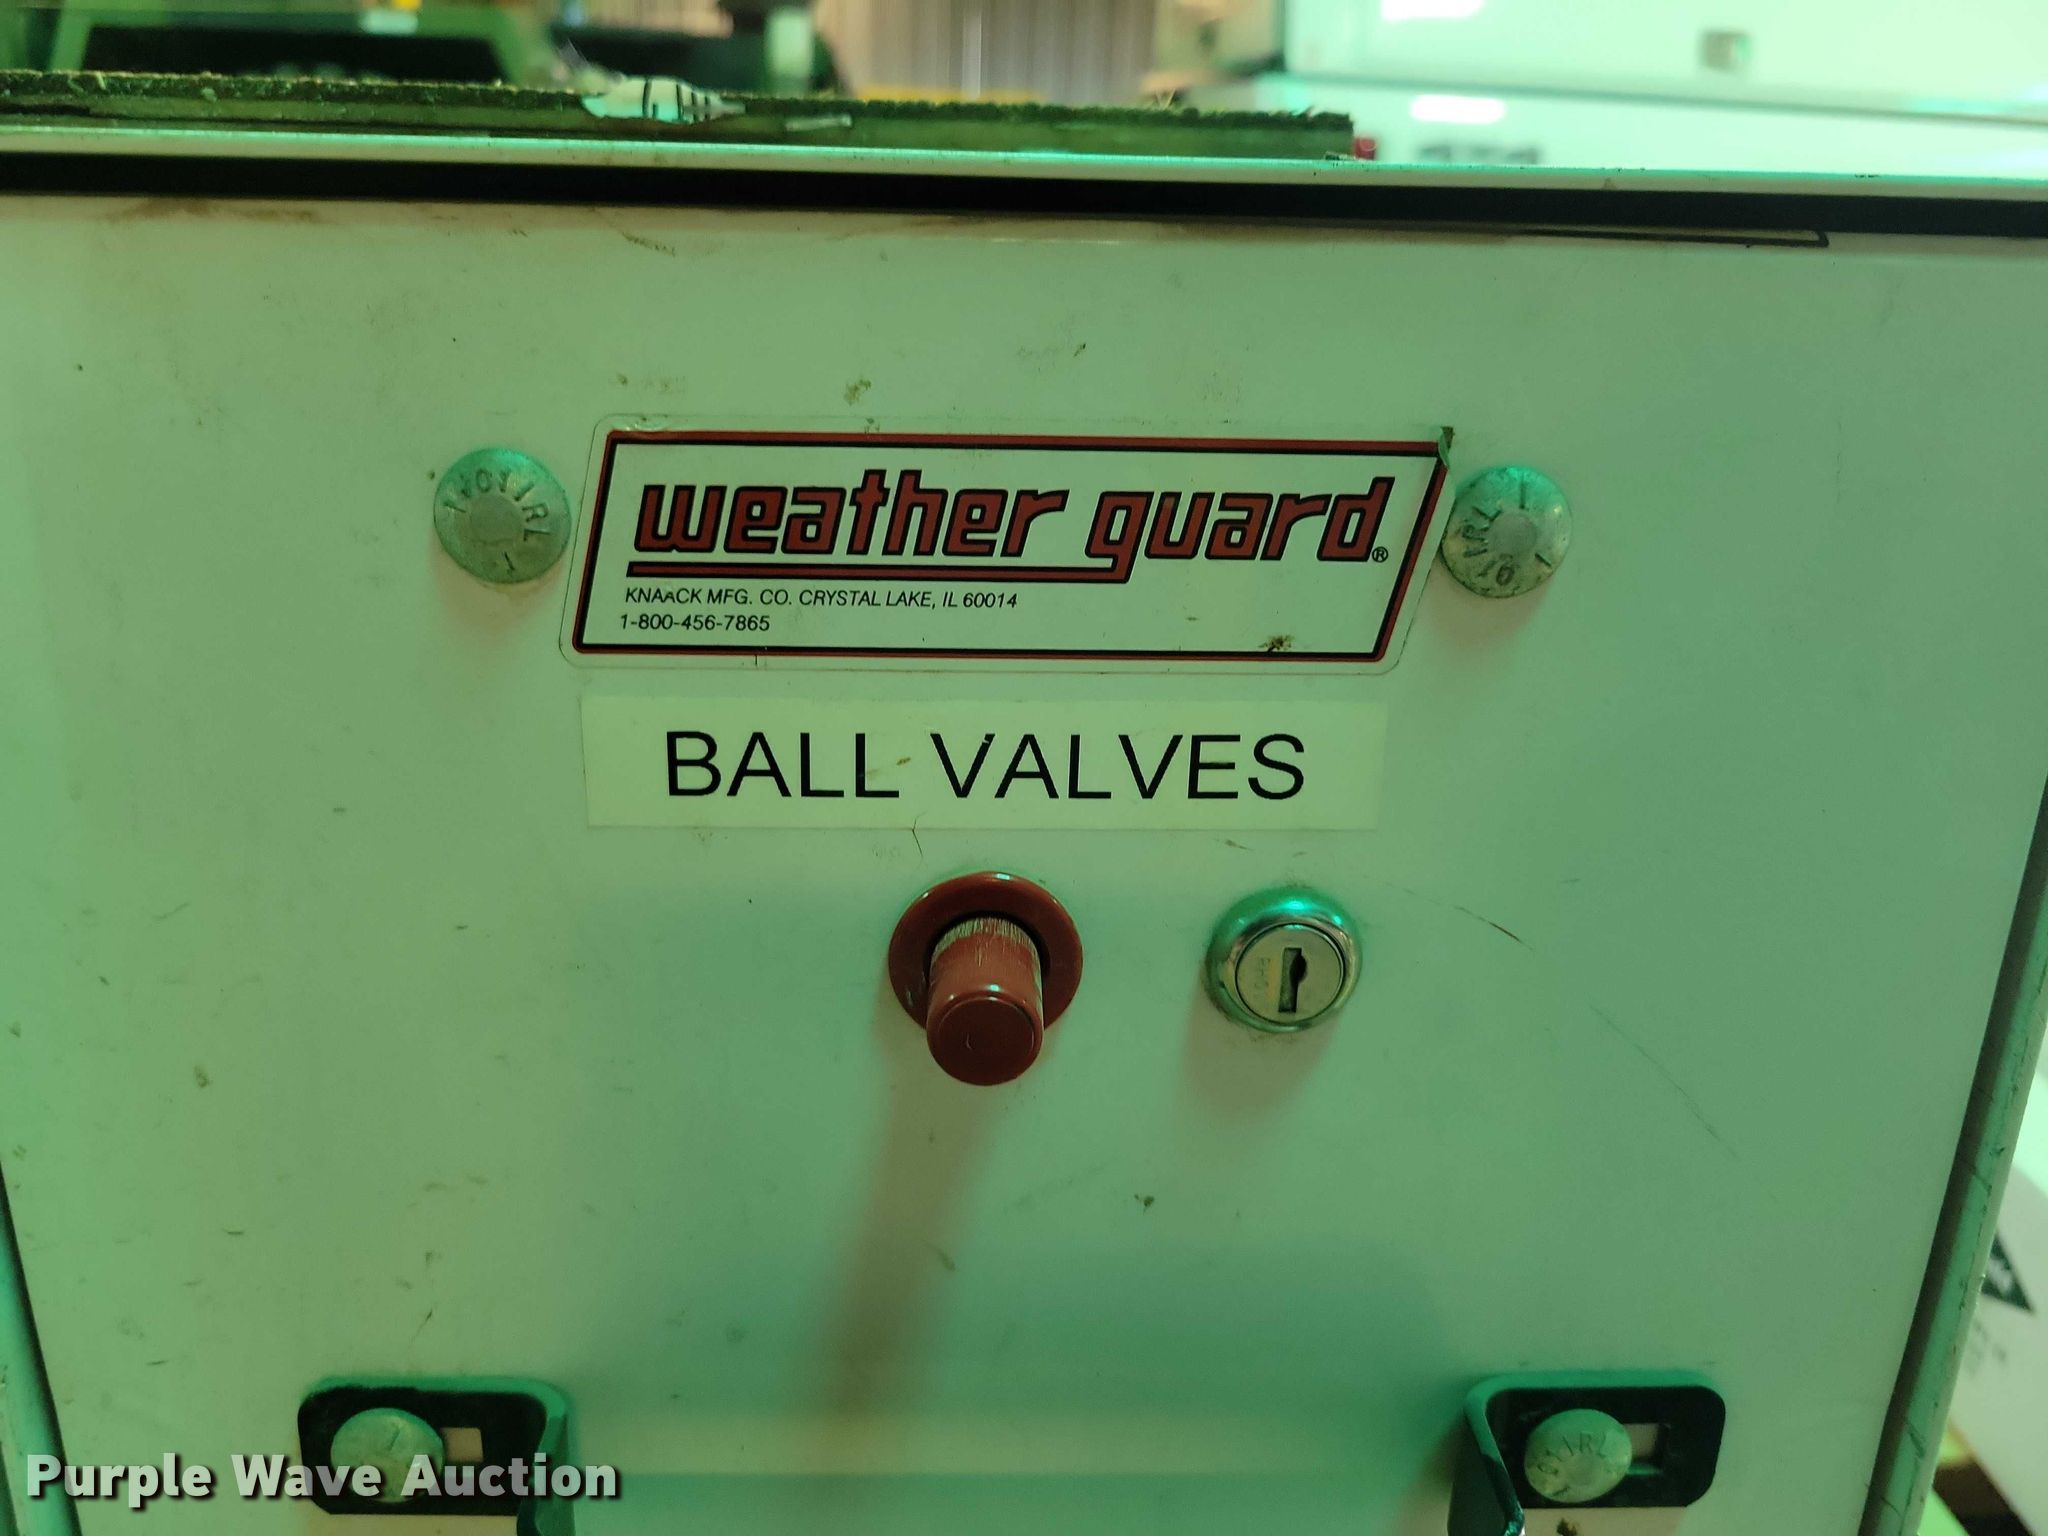 weather guard®
KNAACK MFG. CO. CRYSTAL LAKE, IL 60014
1-800-456-7865
BALL VALVES
Purple Wave Auction